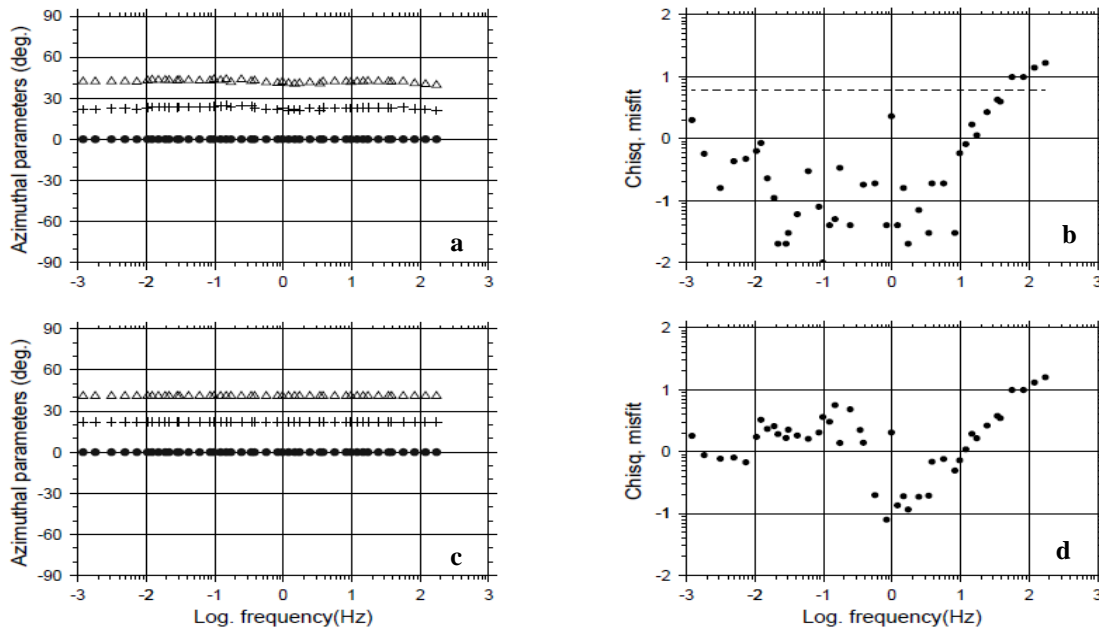 Azimuthal parameters (deg.)
90
60
30
0
-30
-60
-90
-3 -2 -1 0 1 2 3
a
Chisq. misfit
2
1
0
-1
-2
-3 -2 -1 0 1 2 3
b
Azimuthal parameters (deg.)
90
60
30
0
-30
-60
-90
-3 -2 -1 0 1 2 3
Log. frequency(Hz)
c
Chisq. misfit
2
1
0
-1
-2
-3 -2 -1 0 1 2 3
Log. frequency(Hz)
d